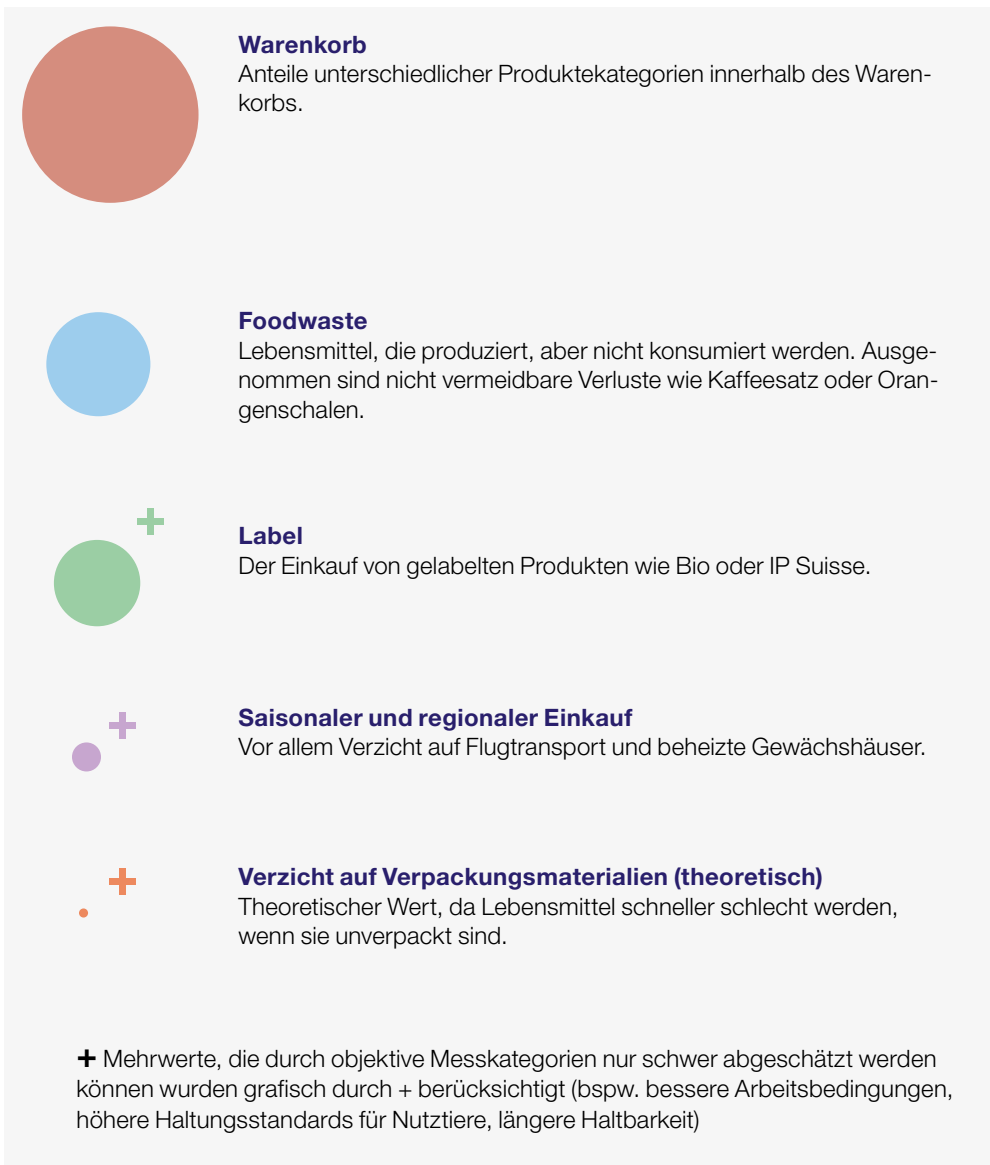 Warenkorb
Anteile unterschiedlicher Produktekategorien innerhalb des Waren-
korbs.
Foodwaste
Lebensmittel, die produziert, aber nicht konsumiert werden. Ausge-
nommen sind nicht vermeidbare Verluste wie Kaffeesatz oder Oran-
genschalen.
Label
Der Einkauf von gelabelten Produkten wie Bio oder IP Suisse.
Saisonaler und regionaler Einkauf
Vor allem Verzicht auf Flugtransport und beheizte Gewächshäuser.
Verzicht auf Verpackungsmaterialien (theoretisch)
Theoretischer Wert, da Lebensmittel schneller schlecht werden,
wenn sie unverpackt sind.
+ Mehrwerte, die durch objektive Messkategorien nur schwer abgeschätzt werden
können wurden grafisch durch + berücksichtigt (bspw. bessere Arbeitsbedingungen,
höhere Haltungsstandards für Nutztiere, längere Haltbarkeit)